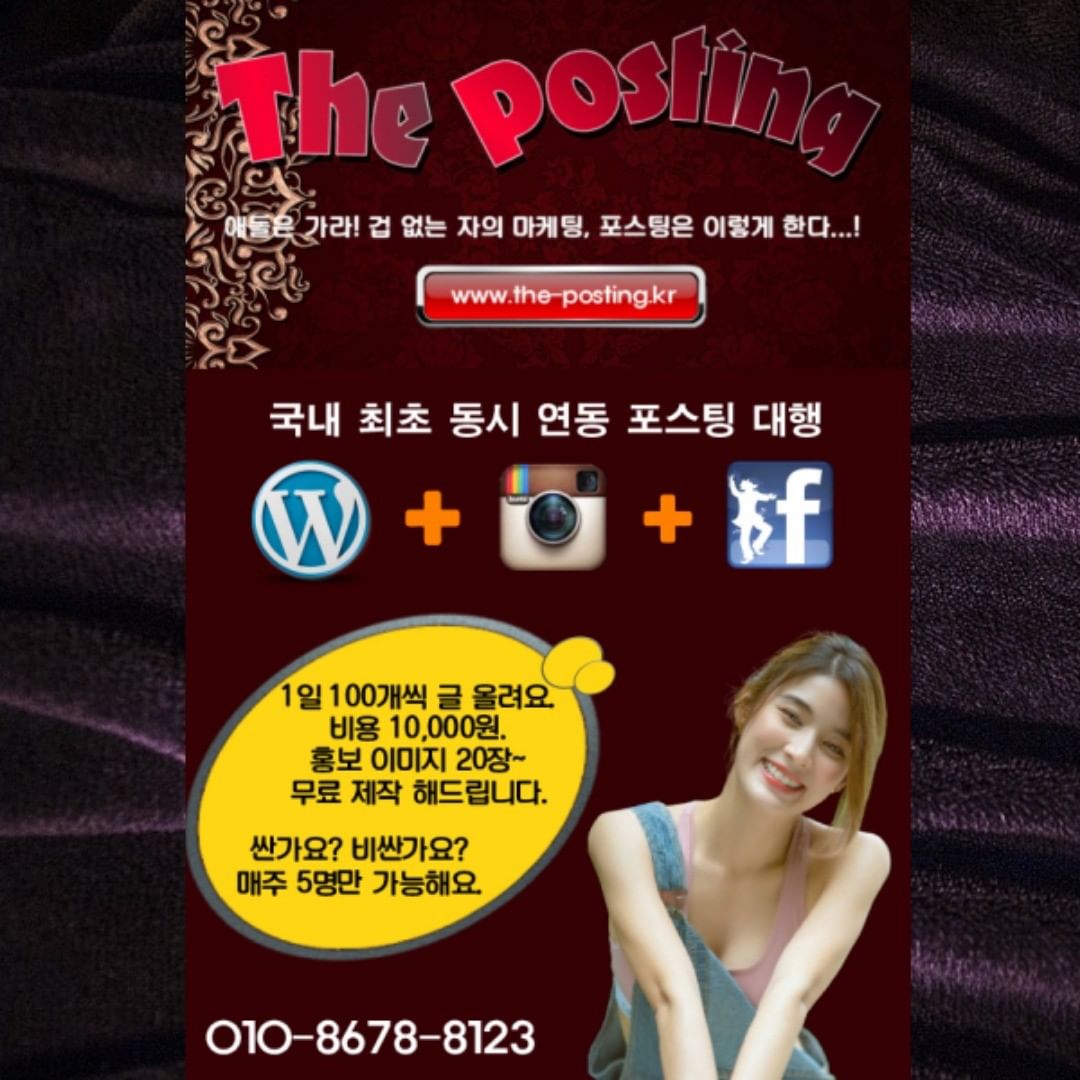 The Posting
애들은 가라! 겁 없는 자의 마케팅, 포스팅은 이렇게 한다...!
www.the-posting.kr
국내 최초 동시 연동 포스팅 대행
1일 100개씩 글 올려요.
비용 10,000원.
홍보 이미지 20장~
무료 제작 해드립니다.
싼가요? 비싼가요?
매주 5명만 가능해요.
010-8678-8123